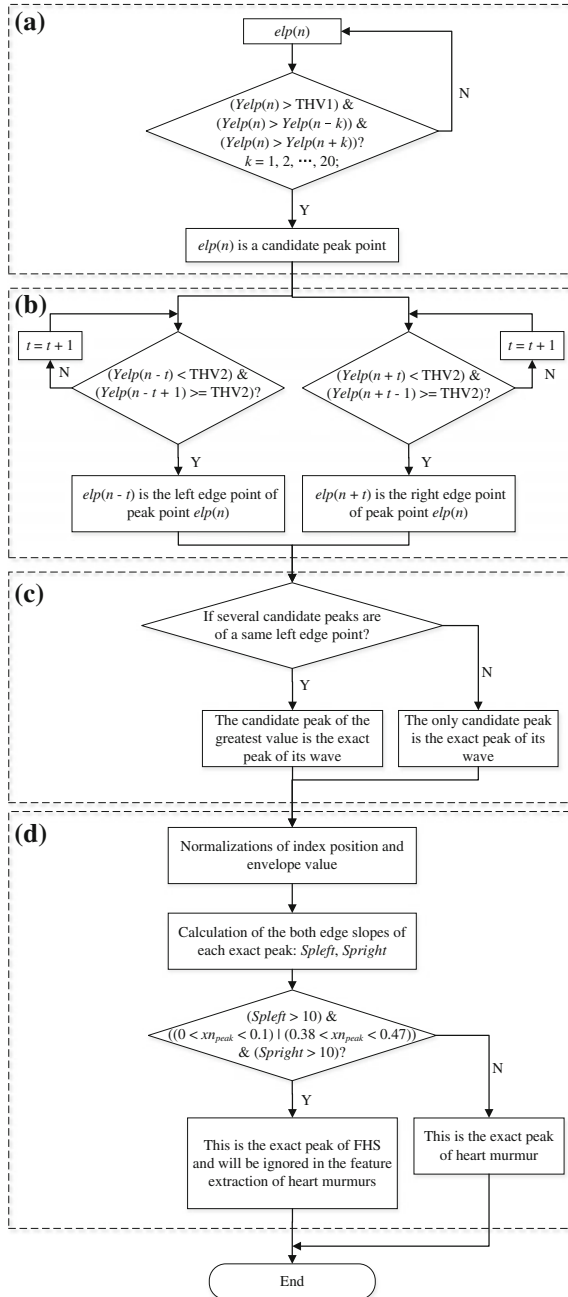 (a)
elp(n)
N
(Yelp(n) > THV1) &
(Yelp(n) > Yelp(n − k)) &
(Yelp(n) > Yelp(n + k))?
k = 1, 2, ···, 20;
Y
elp(n) is a candidate peak point
(b)
t = t + 1
N
(Yelp(n - t) < THV2) &
(Yelp(n - t + 1) >= THV2)?
Y
elp(n - t) is the left edge point of
peak point elp(n)
t = t + 1
N
(Yelp(n + t) < THV2) &
(Yelp(n + t - 1) >= THV2)?
Y
elp(n + t) is the right edge point
of peak point elp(n)
(c)
If several candidate peaks are
of a same left edge point?
Y
N
The candidate peak of the
greatest value is the exact
peak of its wave
The only candidate peak
is the exact peak of its
wave
(d)
Normalizations of index position and
envelope value
Calculation of the both edge slopes of
each exact peak: Spleft, Spright
(Spleft > 10) &
((0 < xnpeak < 0.1) | (0.38 < xnpeak < 0.47))
& (Spright > 10)?
N
Y
This is the exact peak of FHS
and will be ignored in the feature
extraction of heart murmurs
This is the exact peak
of heart murmur
End